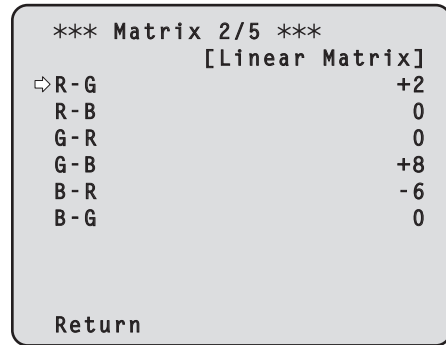 *** Matrix 2/5 ***
[Linear Matrix]
⇨R-G +2
R-B 0
G-R 0
G-B +8
B-R -6
B-G 0
Return